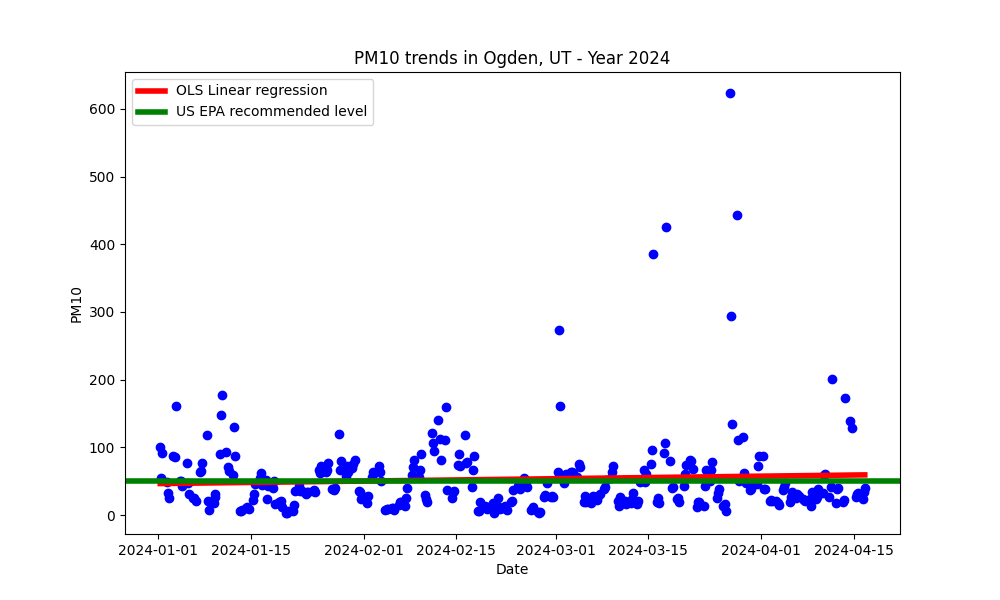 PM10 trends in Ogden, UT - Year 2024
OLS Linear regression
US EPA recommended level
600
500
400
300
200
100
0
PM10
2024-01-01 2024-01-15 2024-02-01 2024-02-15 2024-03-01 2024-03-15 2024-04-01 2024-04-15
Date